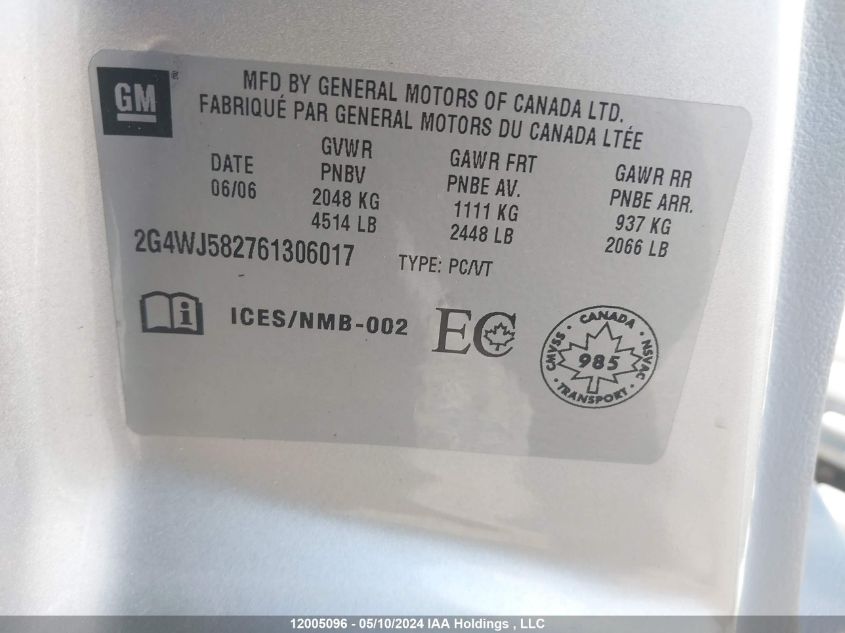 GM ®
MFD BY GENERAL MOTORS OF CANADA LTD.
FABRIQUÉ PAR GENERAL MOTORS DU CANADA LTÉE
DATE
06/06
GVWR
PNBV
2048 KG
4514 LB
GAWR FRT
PNBE AV.
1111 KG
2448 LB
GAWR RR
PNBE ARR.
937 KG
2066 LB
2G4WJ582761306017
TYPE: PC/VT
i
ICES/NMB-002
EC
CANADA
CMVSS · NSVAC
985
· TRANSPORT ·
12005096 - 05/10/2024 IAA Holdings , LLC